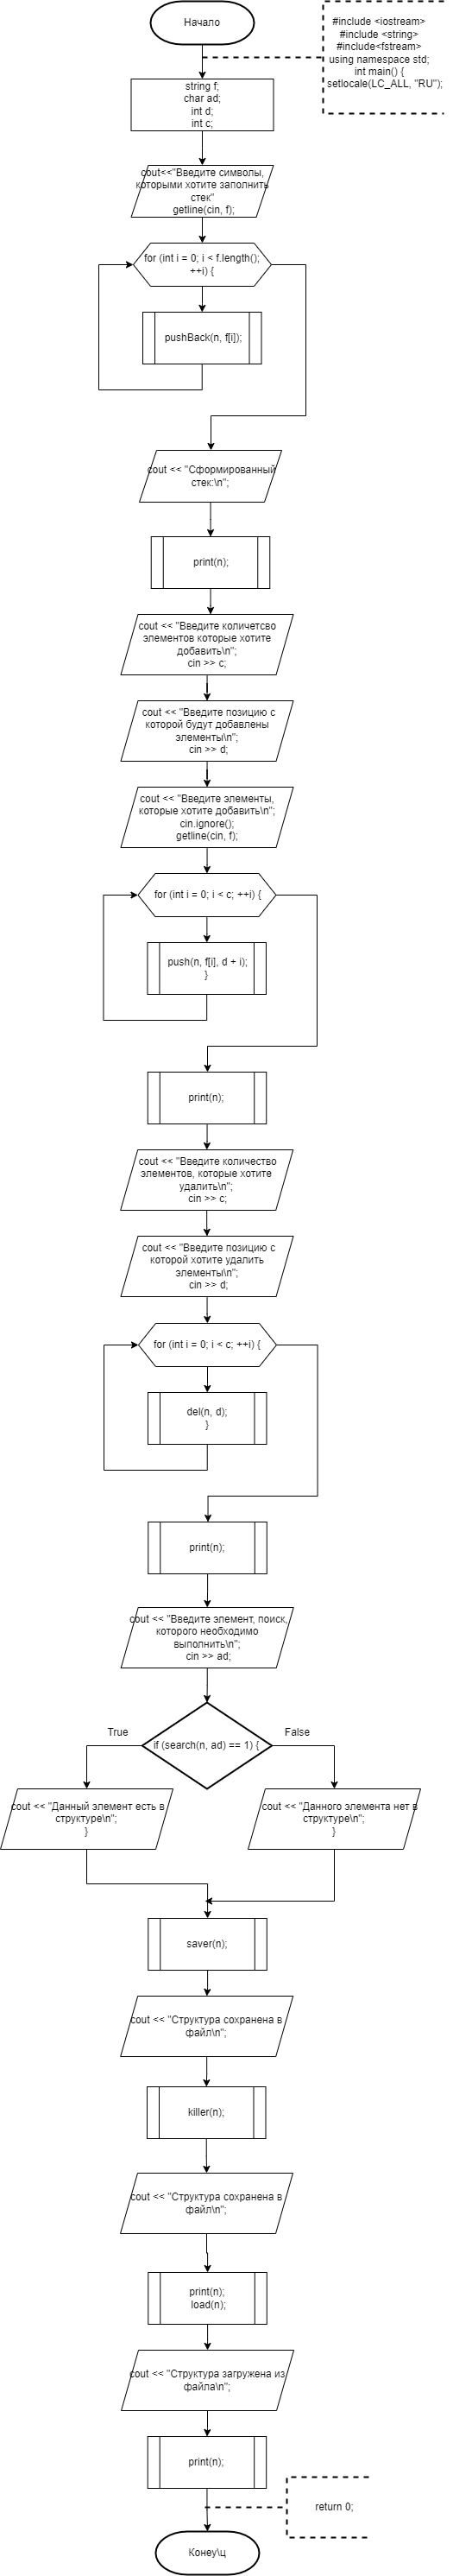 Начало
#include <iostream>
#include <string>
#include<fstream>
using namespace std;
int main() {
setlocale(LC_ALL, "RU");
string f;
char ad;
int d;
int c;
cout<<"Введите символы,
которыми хотите заполнить
стек"
getline(cin, f);
for (int i = 0; i < f.length();
++i) {
pushBack(n, f[i]);
cout << "Сформированный
стек:\n";
print(n);
cout << "Введите количетсво
элементов которые хотите
добавить\n";
cin >> c;
cout << "Введите позицию с
которой будут добавлены
элементы\n";
cin >> d;
cout << "Введите элементы,
которые хотите добавить\n";
cin.ignore();
getline(cin, f);
for (int i = 0; i < c; ++i) {
push(n, f[i], d + i);
}
print(n);
cout << "Введите количество
элементов, которые хотите
удалить\n";
cin >> c;
cout << "Введите позицию с
которой хотите удалить
элементы\n";
cin >> d;
for (int i = 0; i < c; ++i) {
del(n, d);
}
print(n);
cout << "Введите элемент, поиск,
которого необходимо
выполнить\n";
cin >> ad;
if (search(n, ad) == 1) {
True
False
cout << "Данный элемент есть в
структуре\n";
}
cout << "Данного элемента нет в
структуре\n";
}
saver(n);
cout << "Структура сохранена в
файл\n";
killer(n);
cout << "Структура сохранена в
файл\n";
print(n);
load(n);
cout << "Структура загружена из
файла\n";
print(n);
return 0;
Конеу\ц